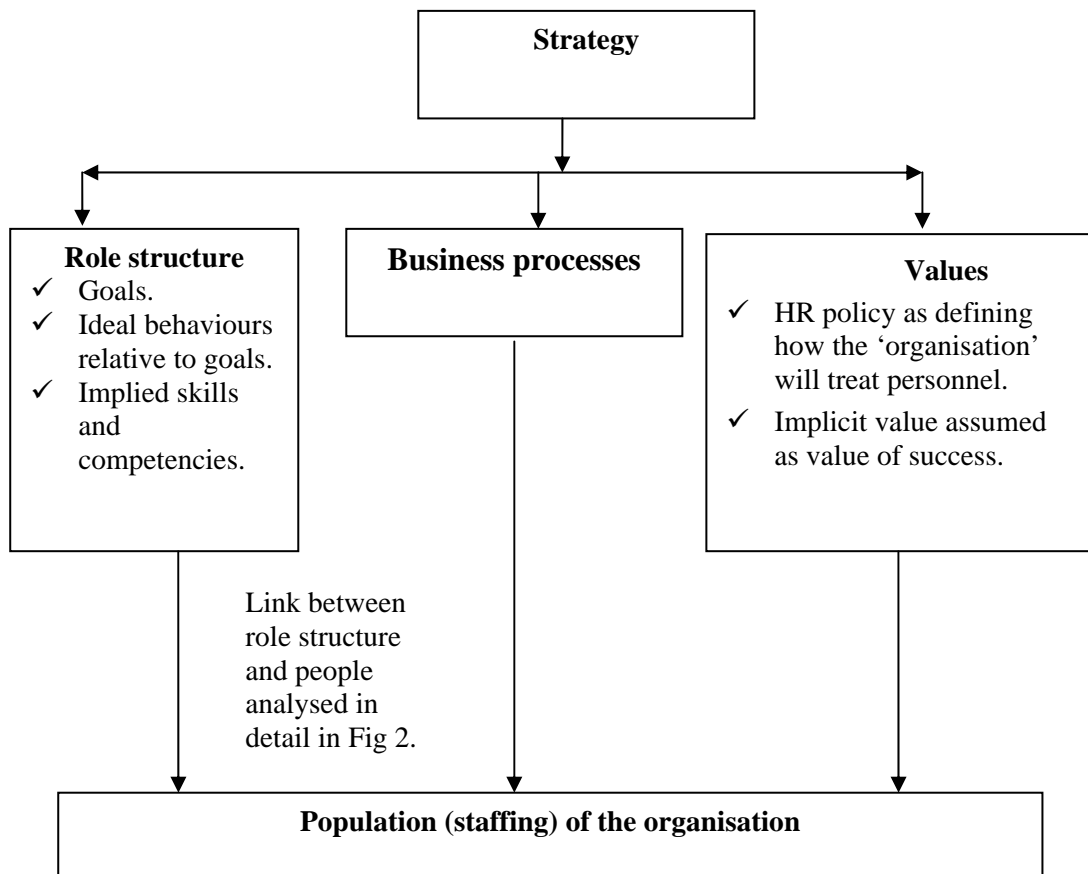 Strategy
Role structure
✓ Goals.
✓ Ideal behaviours
relative to goals.
✓ Implied skills
and
competencies.
Business processes
Values
✓ HR policy as defining
how the ‘organisation’
will treat personnel.
✓ Implicit value assumed
as value of success.
Link between
role structure
and people
analysed in
detail in Fig 2.
Population (staffing) of the organisation